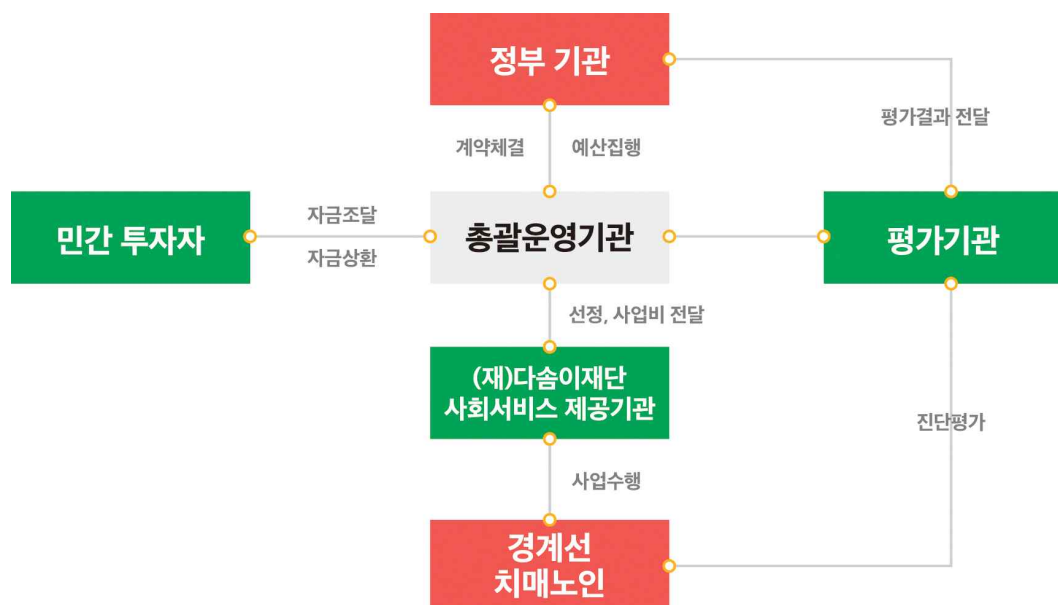 정부 기관
평가결과 전달
계약체결
예산집행
민간 투자자
자금조달
자금상환
총괄운영기관
평가기관
선정, 사업비 전달
(재)다솜이재단
사회서비스 제공기관
진단평가
사업수행
경계선
치매노인